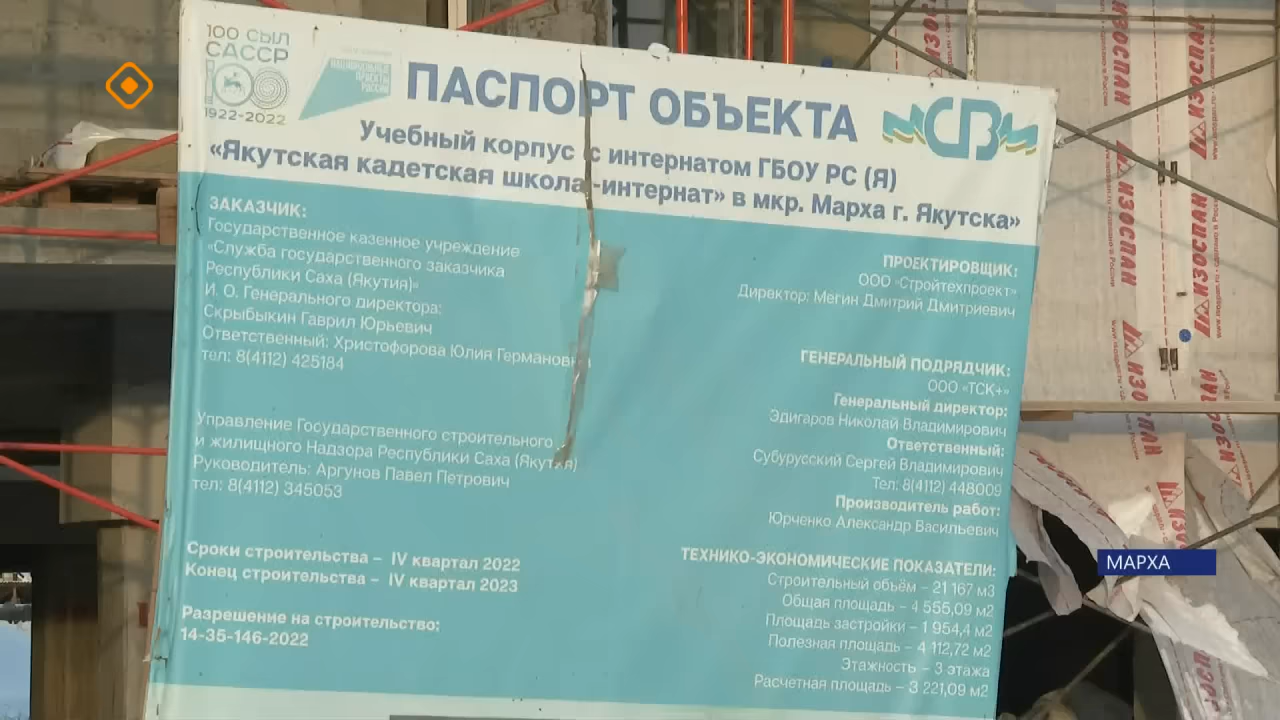 100 СЫЛ
САССР
100
1922-2022
НАЦИОНАЛЬНЫЕ
ПРОЕКТЫ
РОССИИ
ПАСПОРТ ОБЪЕКТА
СВ
Учебный корпус с интернатом ГБОУ РС (Я)
«Якутская кадетская школа-интернат» в мкр. Марха г. Якутска»
ЗАКАЗЧИК:
Государственное казенное учреждение
«Служба государственного заказчика
Республики Саха (Якутия)»
И. О. Генерального директора:
Скрыбыкин Гаврил Юрьевич
Ответственный: Христофорова Юлия Германовн
тел: 8(4112) 425184
Управление Государственного строительного
и жилищного Надзора Республики Саха (Якутия)
Руководитель: Аргунов Павел Петрович
тел: 8(4112) 345053
Сроки строительства – IV квартал 2022
Конец строительства – IV квартал 2023
Разрешение на строительство:
14-35-146-2022
ПРОЕКТИРОВЩИК:
ООО «Стройтехпроект»
Директор: Мегин Дмитрий Дмитриевич
ГЕНЕРАЛЬНЫЙ ПОДРЯДЧИК:
ООО «ТСК+»
Генеральный директор:
Эдигаров Николай Владимирович
Ответственный:
Субурусский Сергей Владимирович
Тел: 8(4112) 448009
Производитель работ:
Юрченко Александр Васильевич
ТЕХНИКО-ЭКОНОМИЧЕСКИЕ ПОКАЗАТЕЛИ:
Строительный объём – 21 167 м3
Общая площадь – 4 555,09 м2
Площадь застройки – 1 954,4 м2
Полезная площадь – 4 112,72 м2
Этажность – 3 этажа
Расчетная площадь – 3 221,09 м2
ИЗОСПАН
ИЗОСПАН
ИЗОСПАН
МАРХА